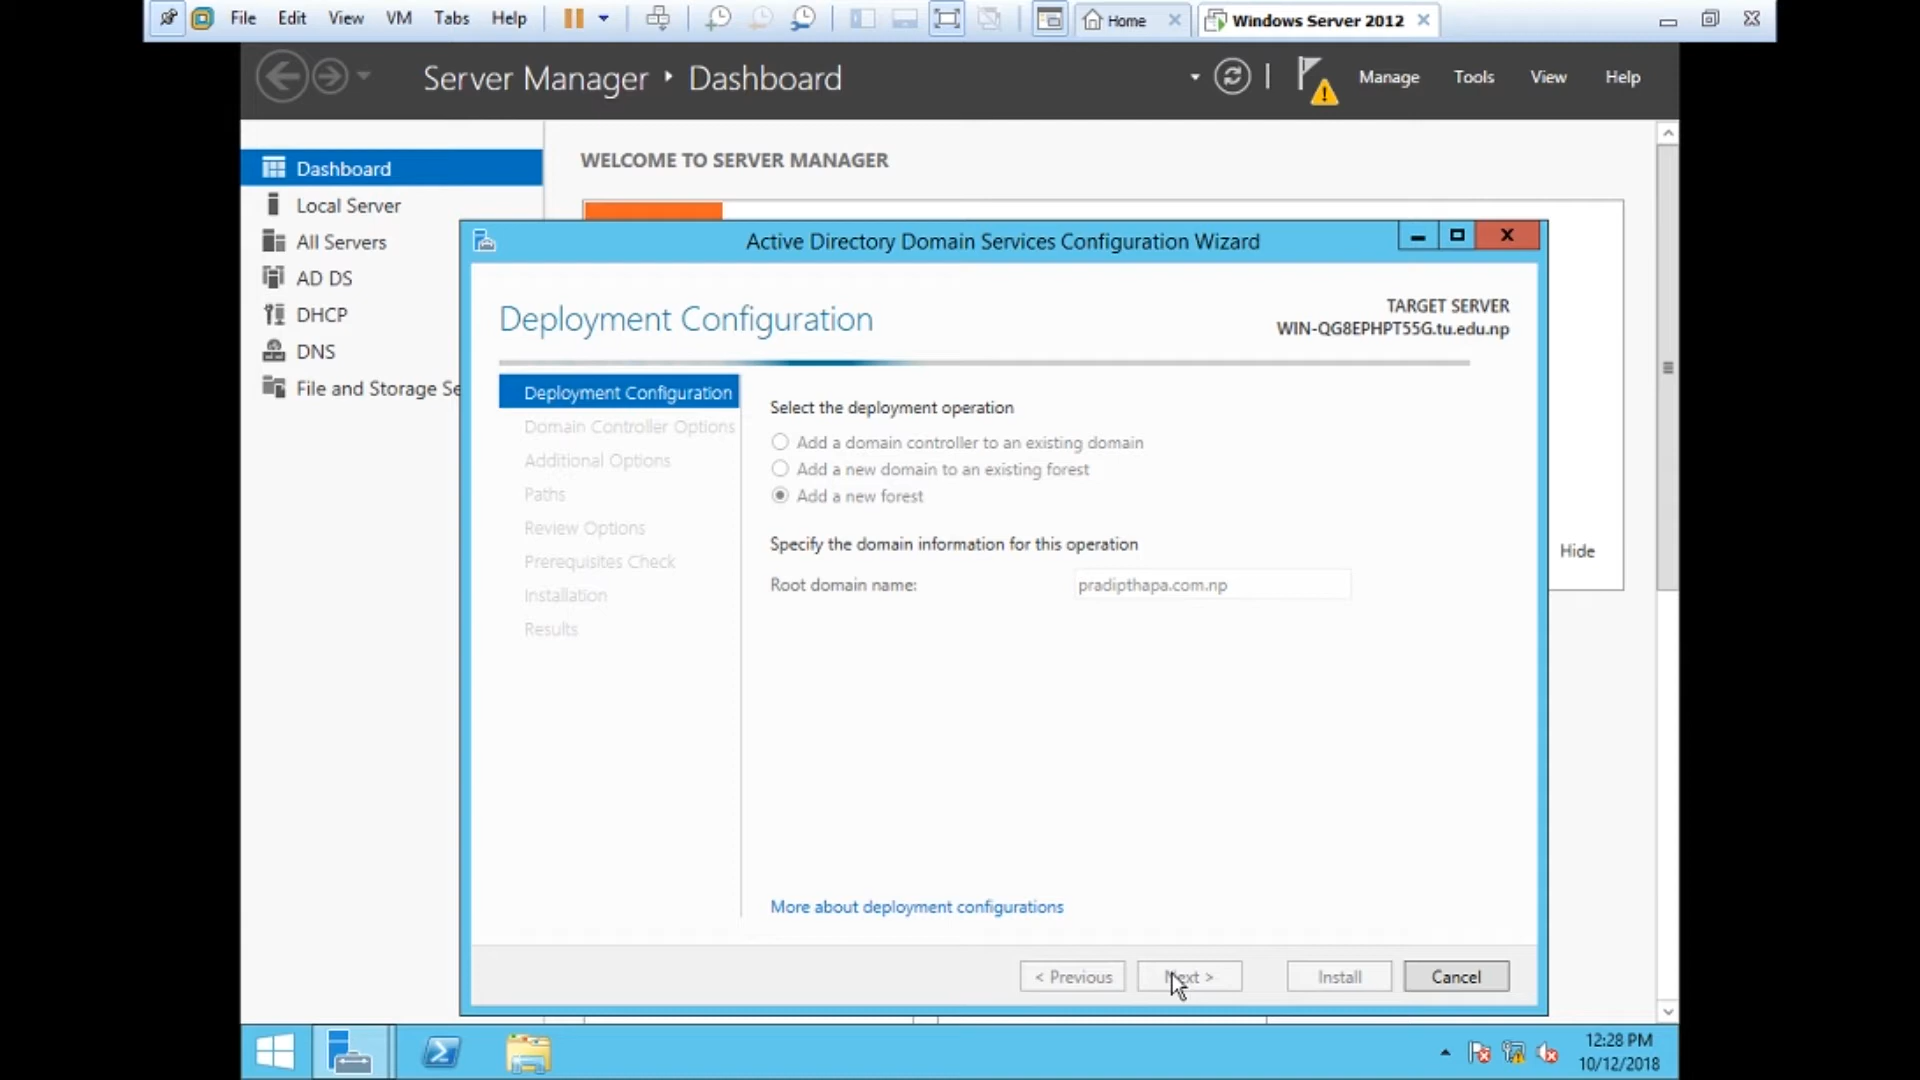 File Edit View VM Tabs Help Home Windows Server 2012
Server Manager Dashboard Manage Tools View Help
Dashboard
Local Server
All Servers
AD DS
DHCP
DNS
File and Storage Se
WELCOME TO SERVER MANAGER
Hide
Active Directory Domain Services Configuration Wizard
Deployment Configuration
TARGET SERVER
WIN-QG8EPHPT55G.tu.edu.np
Deployment Configuration
Domain Controller Options
Additional Options
Paths
Review Options
Prerequisites Check
Installation
Results
Select the deployment operation
Add a domain controller to an existing domain
Add a new domain to an existing forest
Add a new forest
Specify the domain information for this operation
Root domain name: pradipthapa.com.np
More about deployment configurations
< Previous Next > Install Cancel
12:28 PM
10/12/2018